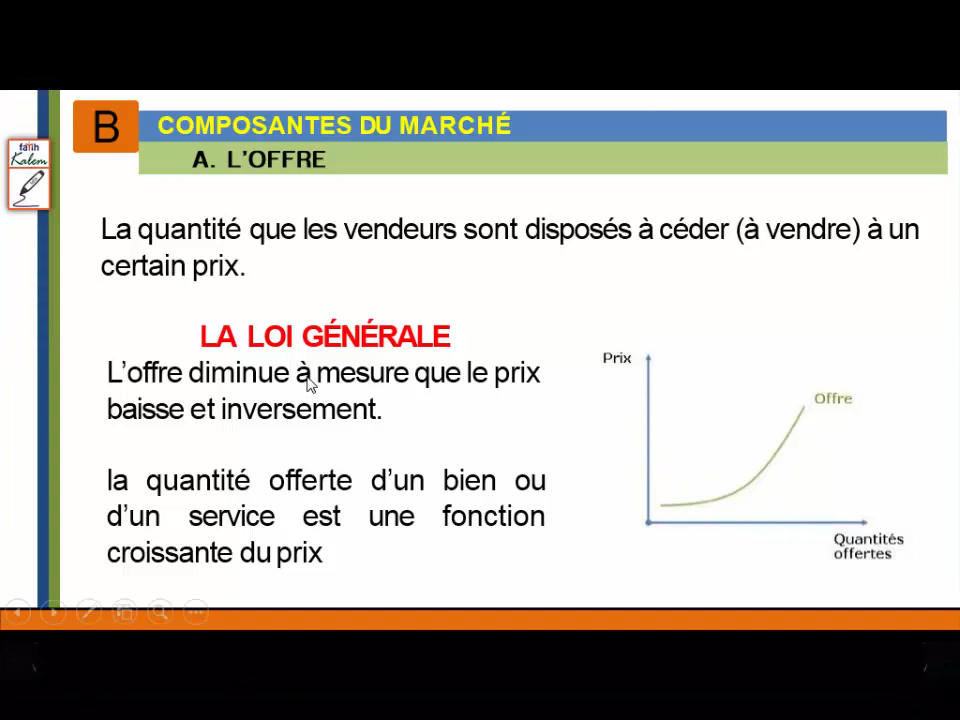 B
COMPOSANTES DU MARCHÉ
A. L'OFFRE
fatih
Kalem
La quantité que les vendeurs sont disposés à céder (à vendre) à un
certain prix.
LA LOI GÉNÉRALE
L'offre diminue à mesure que le prix
baisse et inversement.
la quantité offerte d'un bien ou
d'un service est une fonction
croissante du prix
Prix
Offre
Quantités
offertes